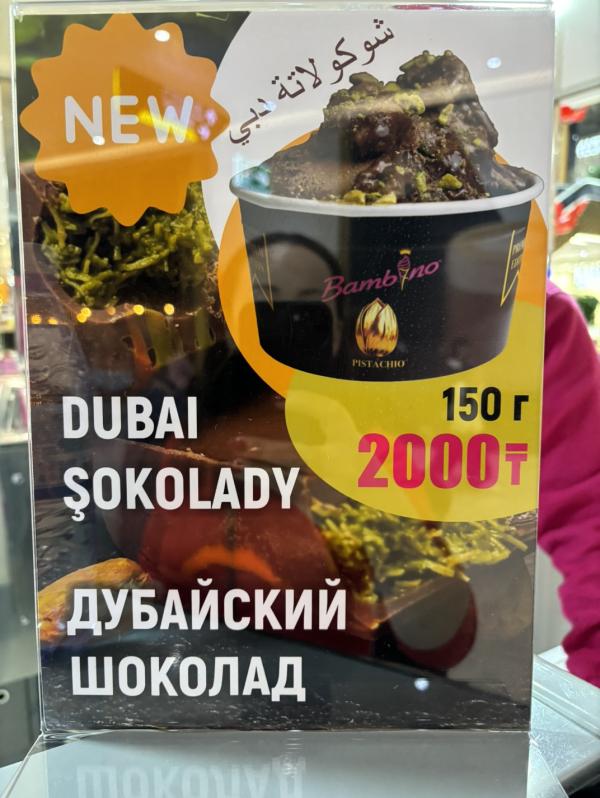 NEW
شوكولاتة دبي
Bambino
PISTACHIO
150 г
2000₸
DUBAI
ŞOKOLADY
ДУБАЙСКИЙ
ШОКОЛАД